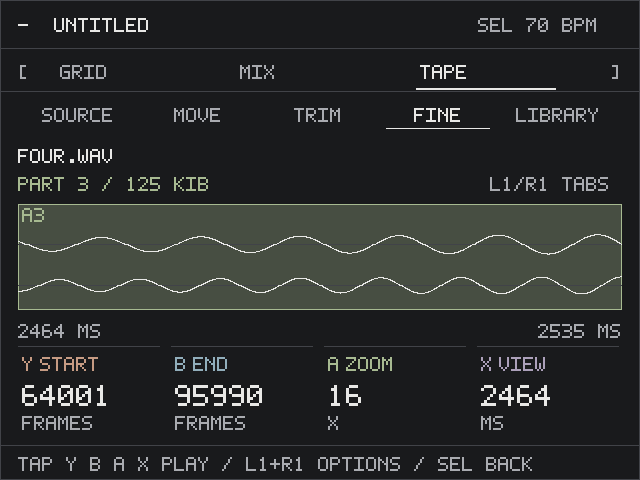 – UNTITLED SEL 70 BPM
[ GRID MIX TAPE ]
SOURCE MOVE TRIM FINE LIBRARY
FOUR.WAV
PART 3 / 125 KIB L1/R1 TABS
A3
2464 MS 2535 MS
Y START B END A ZOOM X VIEW
64001 95990 16 2464
FRAMES FRAMES X MS
TAP Y B A X PLAY / L1+R1 OPTIONS / SEL BACK